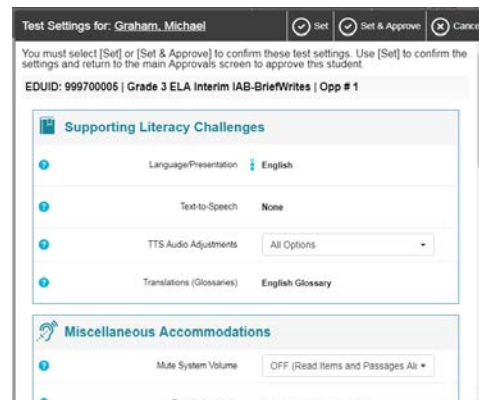 Test Settings for: Graham, Michael
Set
Set & Approve
Cance
You must select [Set] or [Set & Approve] to confirm these test settings. Use [Set] to confirm the
settings and return to the main Approvals screen to approve this student.
EDUID: 999700005 | Grade 3 ELA Interim IAB-BriefWrites | Opp # 1
Supporting Literacy Challenges
Language/Presentation English
Text-to-Speech None
TTS Audio Adjustments All Options
Translations (Glossaries) English Glossary
Miscellaneous Accommodations
Mute System Volume OFF (Read Items and Passages Al